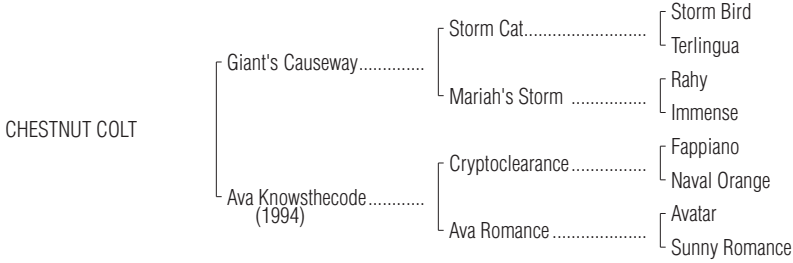 Storm Bird
Storm Cat........................
Terlingua
Giant's Causeway..............
Rahy
Mariah's Storm ................
Immense
CHESTNUT COLT
Fappiano
Cryptoclearance................
Naval Orange
Ava Knowsthecode............
(1994)
Avatar
Ava Romance ....................
Sunny Romance